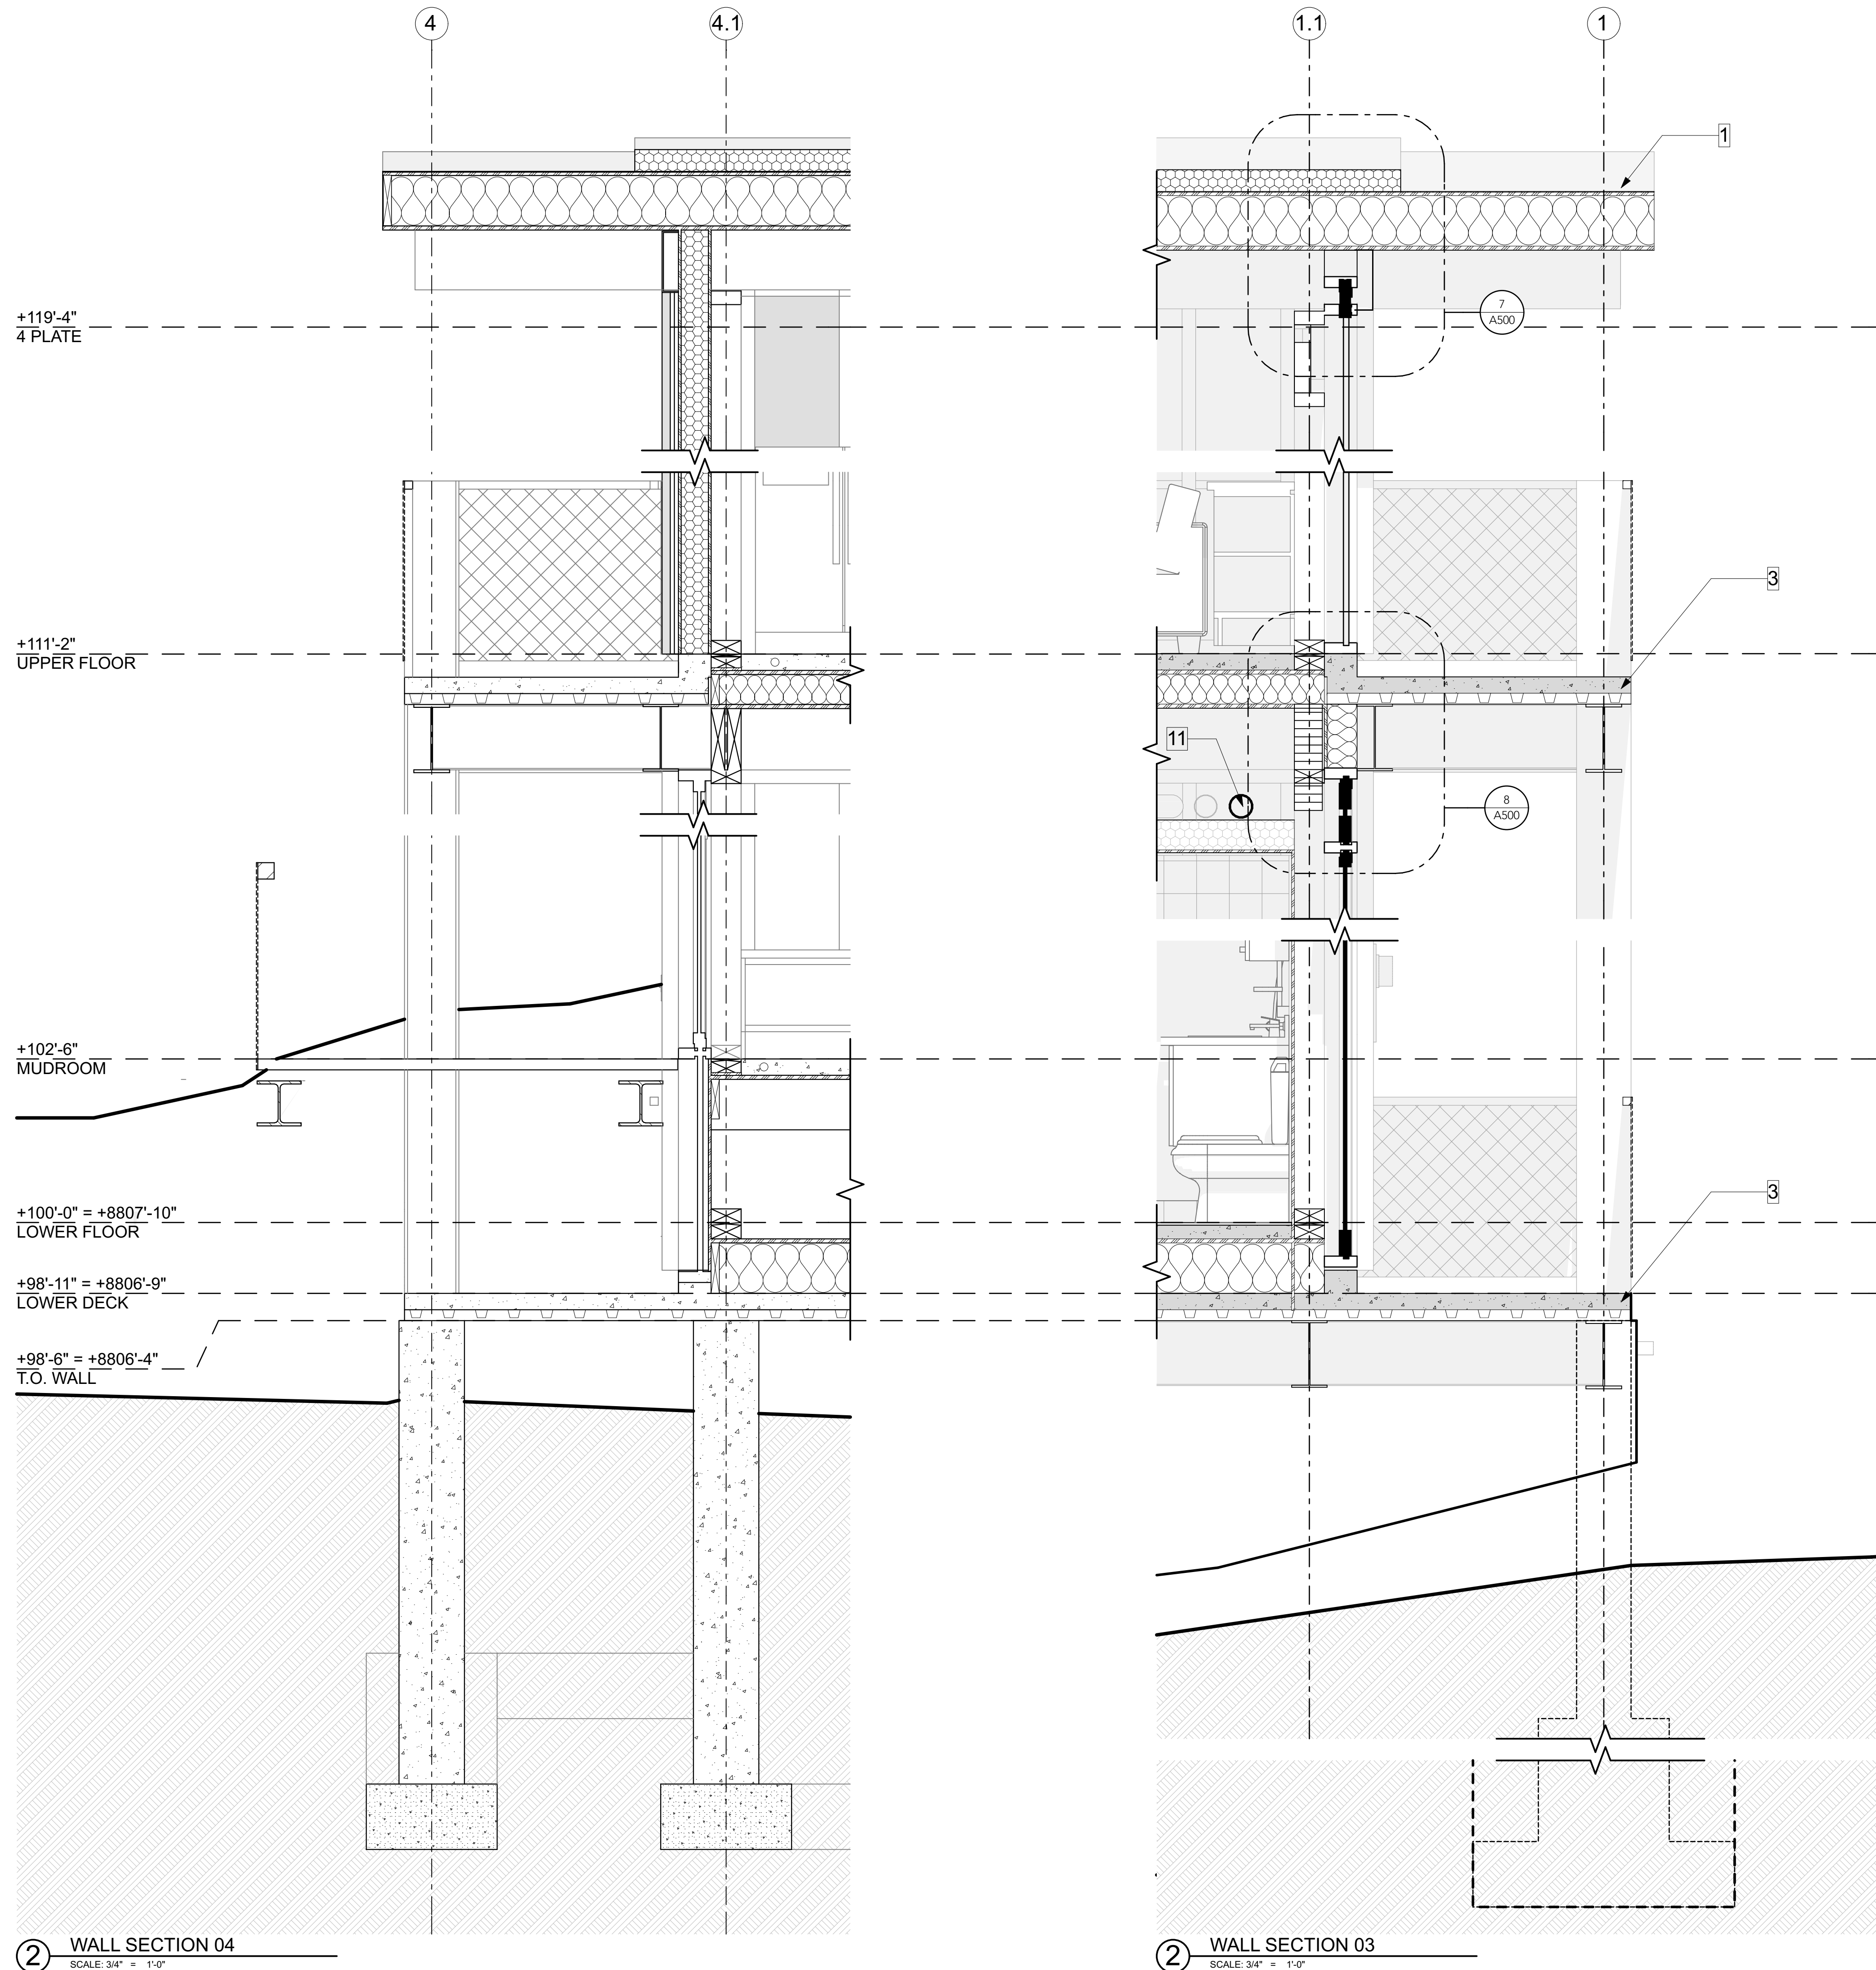 4
4.1
1.1
1
1
+119'-4"
4 PLATE
7
A500
3
+111'-2"
UPPER FLOOR
11
8
A500
+102'-6"
MUDROOM
3
+100'-0" = +8807'-10"
LOWER FLOOR
+98'-11" = +8806'-9"
LOWER DECK
+98'-6" = +8806'-4"
T.O. WALL
2
WALL SECTION 04
SCALE: 3/4" = 1'-0"
2
WALL SECTION 03
SCALE: 3/4" = 1'-0"